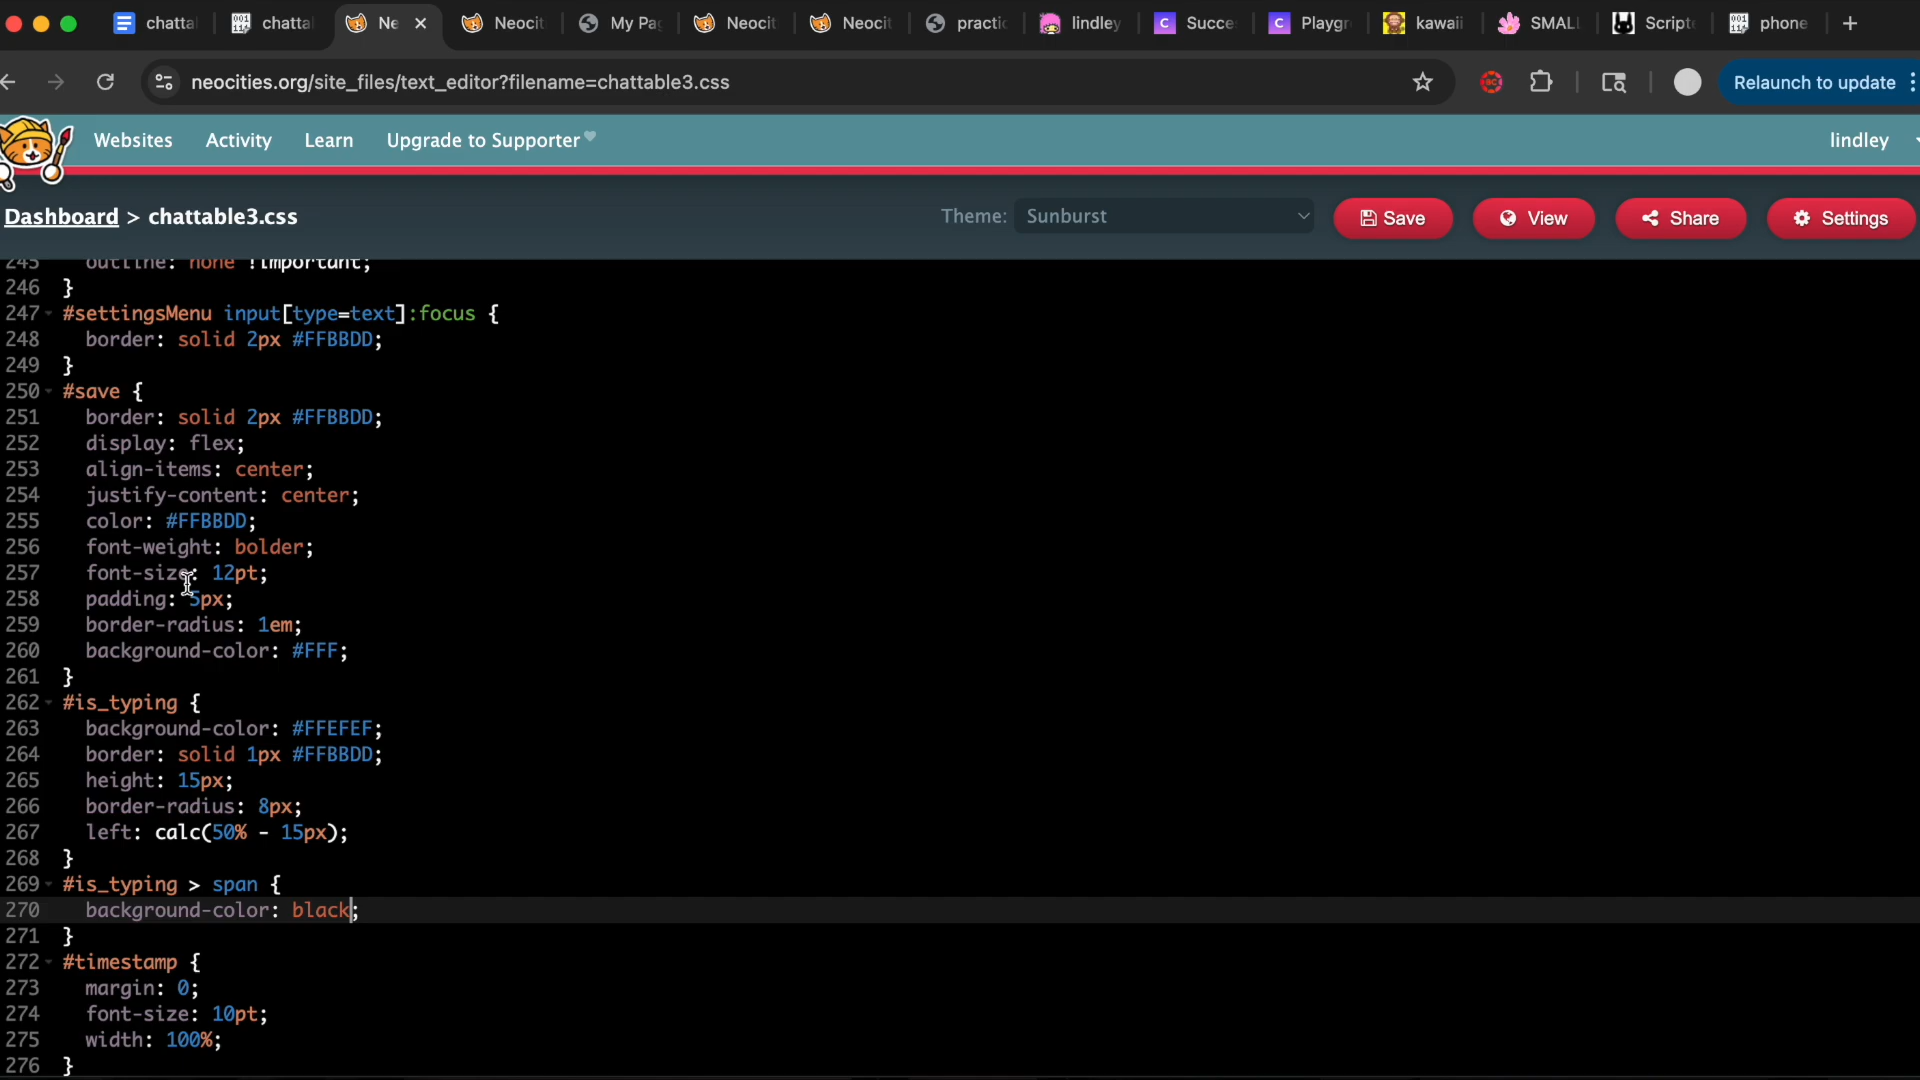 chatta
chatta
Ne
Neocit
My Pa
Neocit
Neocit
practic
lindley
Succe
Playgr
kawaii
SMALL
Script
phone
neocities.org/site_files/text_editor?filename=chattable3.css
Relaunch to update
Websites
Activity
Learn
Upgrade to Supporter
lindley
Dashboard > chattable3.css
Theme:
Sunburst
Save
View
Share
Settings
245 outline: none !important;
246 }
247 #settingsMenu input[type=text]:focus {
248 border: solid 2px #FFBBDD;
249 }
250 #save {
251 border: solid 2px #FFBBDD;
252 display: flex;
253 align-items: center;
254 justify-content: center;
255 color: #FFBBDD;
256 font-weight: bolder;
257 font-size: 12pt;
258 padding: 5px;
259 border-radius: 1em;
260 background-color: #FFF;
261 }
262 #is_typing {
263 background-color: #FFEFEF;
264 border: solid 1px #FFBBDD;
265 height: 15px;
266 border-radius: 8px;
267 left: calc(50% - 15px);
268 }
269 #is_typing > span {
270 background-color: black;
271 }
272 #timestamp {
273 margin: 0;
274 font-size: 10pt;
275 width: 100%;
276 }